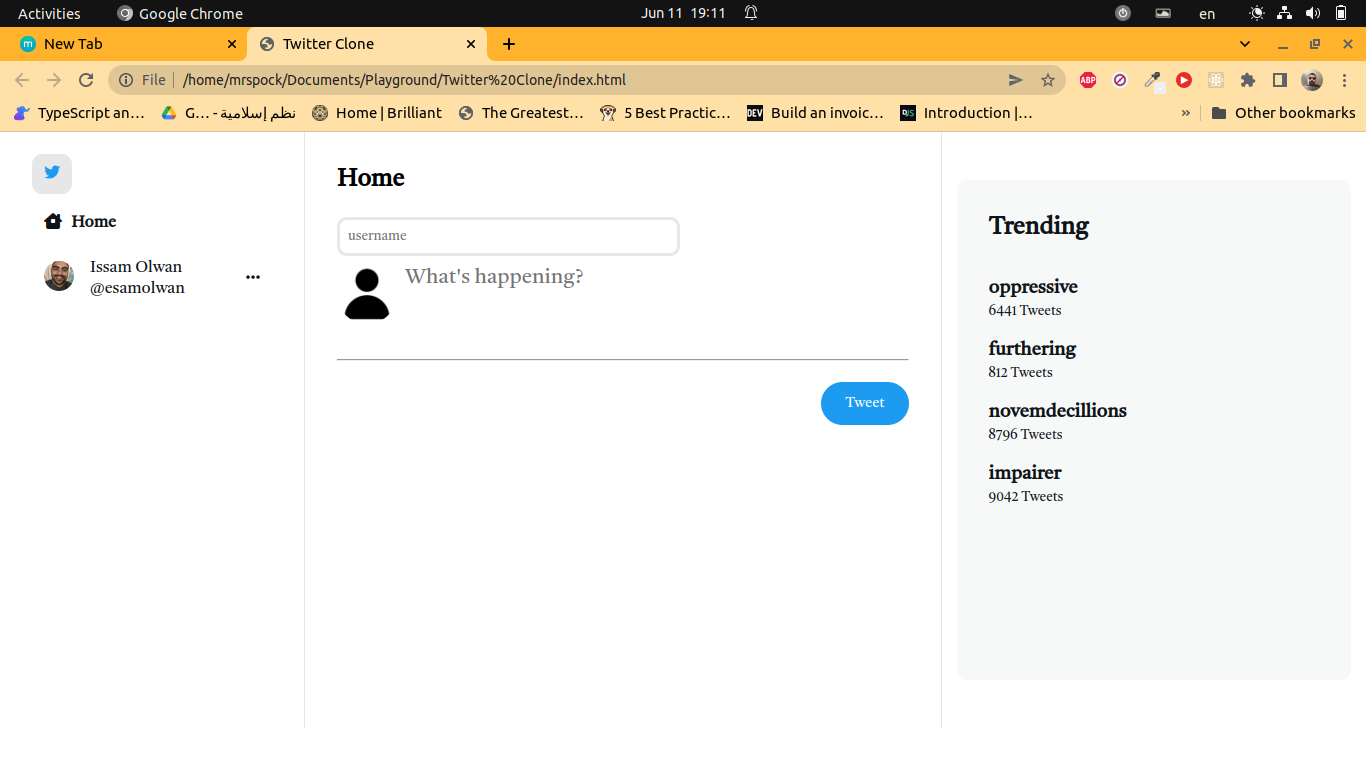 Activities
Google Chrome
Jun 11 19:11
en
New Tab
Twitter Clone
File
/home/mrspock/Documents/Playground/Twitter%20Clone/index.html
ABP
TypeScript an...
G... - نظم إسلامية
Home | Brilliant
The Greatest...
5 Best Practic...
DEV
Build an invoic...
DJS
Introduction |...
»
Other bookmarks
Home
Issam Olwan
@esamolwan
Home
username
What's happening?
Tweet
Trending
oppressive
6441 Tweets
furthering
812 Tweets
novemdecillions
8796 Tweets
impairer
9042 Tweets